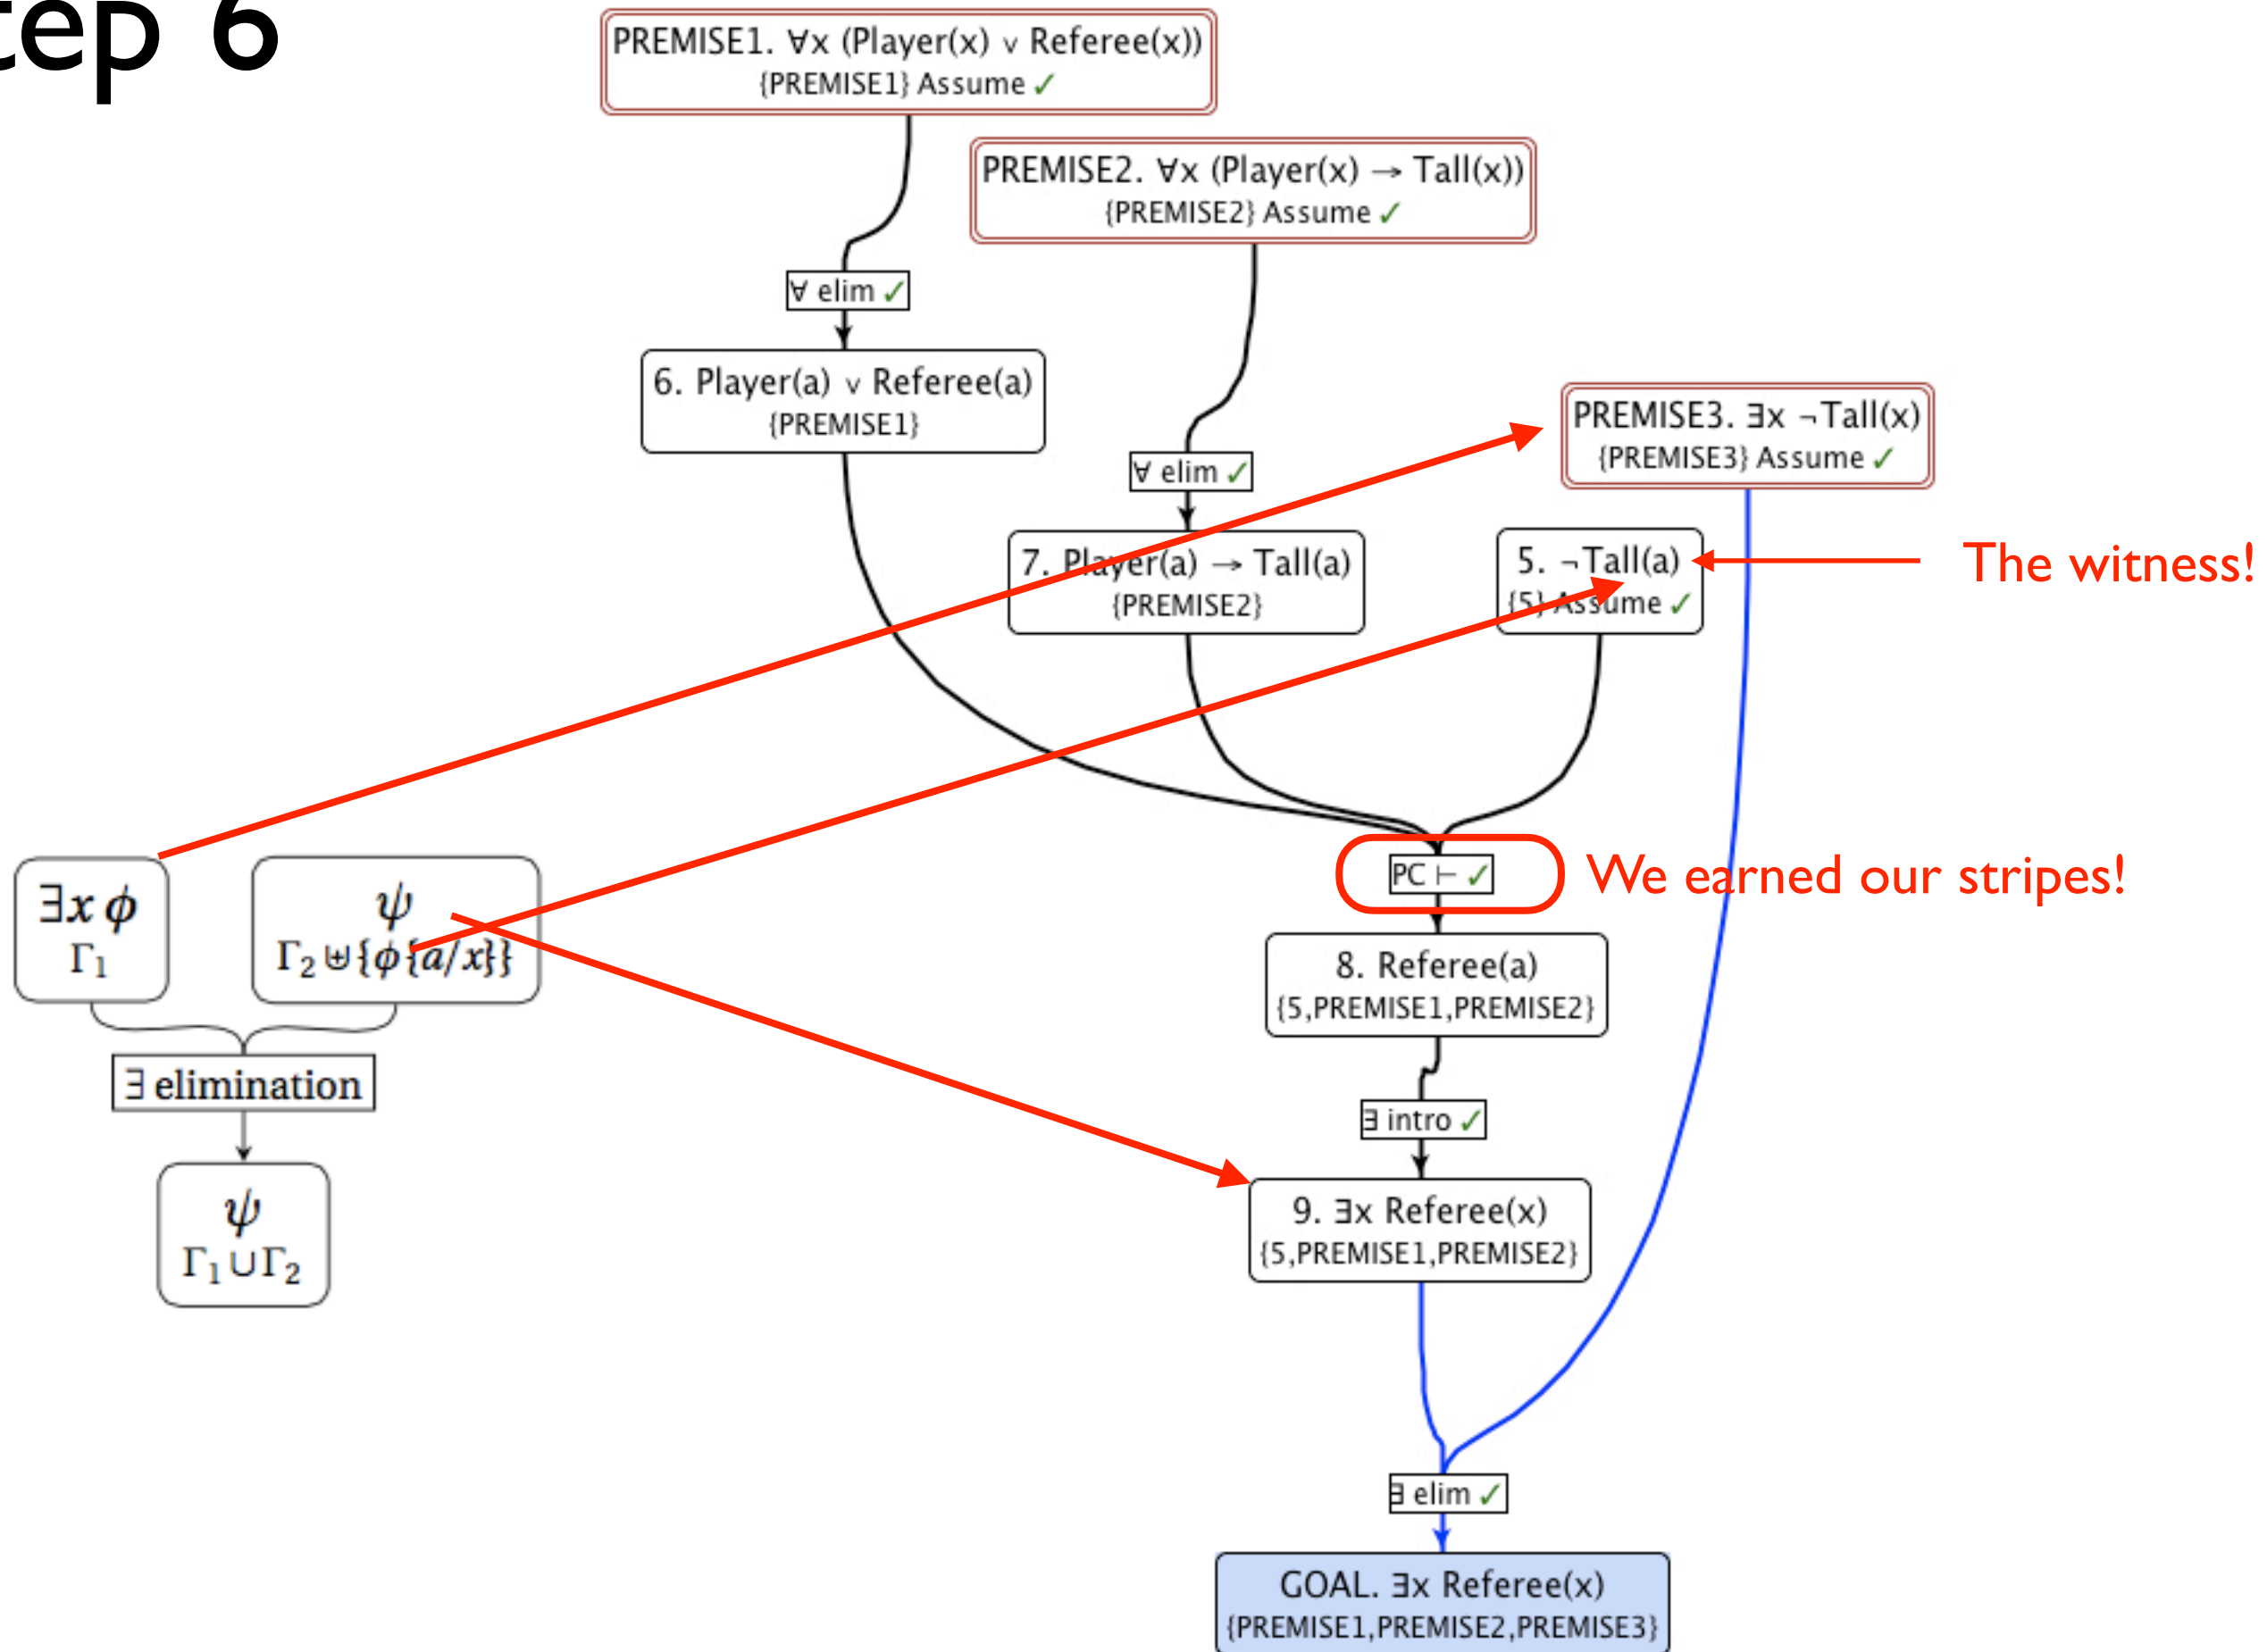 tep 6
PREMISE1. ∀x (Player(x) ∨ Referee(x))
{PREMISE1} Assume ✓
PREMISE2. ∀x (Player(x) → Tall(x))
{PREMISE2} Assume ✓
∀ elim ✓
6. Player(a) ∨ Referee(a)
{PREMISE1}
PREMISE3. ∃x ¬Tall(x)
{PREMISE3} Assume ✓
∀ elim ✓
7. Player(a) → Tall(a)
{PREMISE2}
5. ¬Tall(a)
{5} Assume ✓
The witness!
PC ⊢ ✓
We earned our stripes!
∃x ϕ
Γ₁
ψ
Γ₂ ⊎ {ϕ{a/x}}
8. Referee(a)
{5,PREMISE1,PREMISE2}
∃ elimination
∃ intro ✓
ψ
Γ₁ ∪ Γ₂
9. ∃x Referee(x)
{5,PREMISE1,PREMISE2}
∃ elim ✓
GOAL. ∃x Referee(x)
{PREMISE1,PREMISE2,PREMISE3}